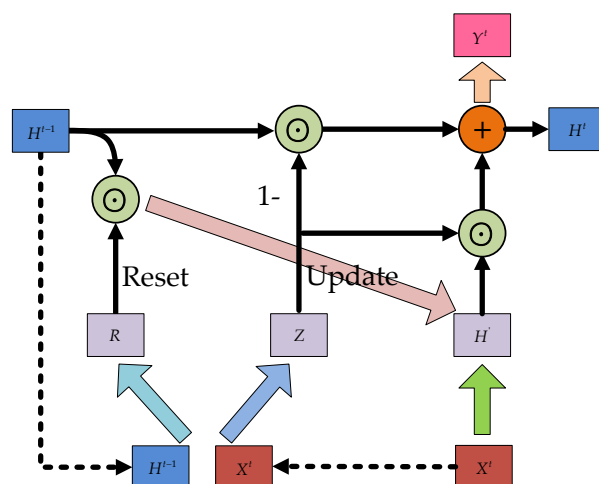 Y^t
H^{t-1}
⊙
+
H^t
⊙
1-
⊙
Reset
Update
R
Z
H^'
H^{t-1}
X^t
X^t